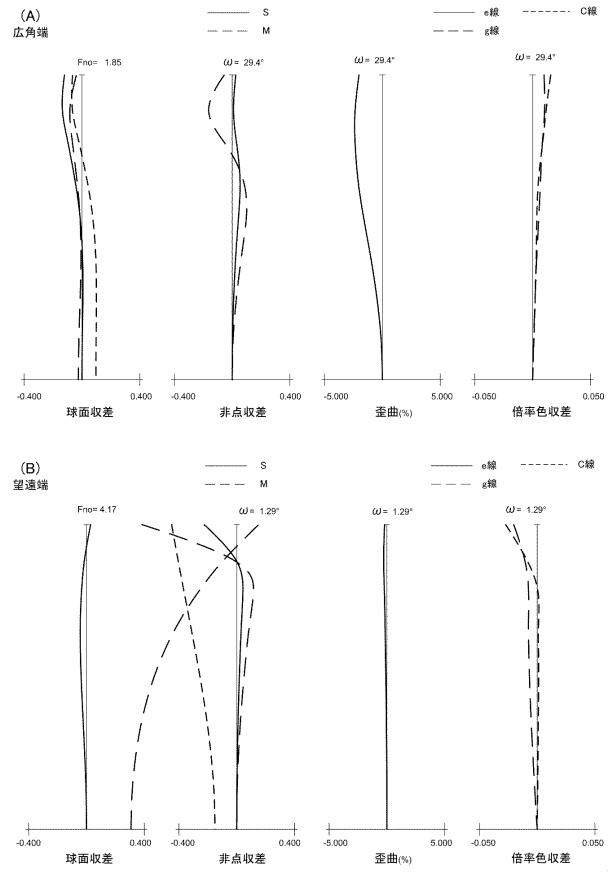 (A)
広角端
S
M
e線
C線
g線
Fno= 1.85
ω= 29.4°
ω= 29.4°
ω= 29.4°
-0.400 0.400
球面収差
-0.400 0.400
非点収差
-5.000 5.000
歪曲(%)
-0.050 0.050
倍率色収差
(B)
望遠端
S
M
e線
C線
g線
Fno= 4.17
ω= 1.29°
ω= 1.29°
ω= 1.29°
-0.400 0.400
球面収差
-0.400 0.400
非点収差
-5.000 5.000
歪曲(%)
-0.050 0.050
倍率色収差